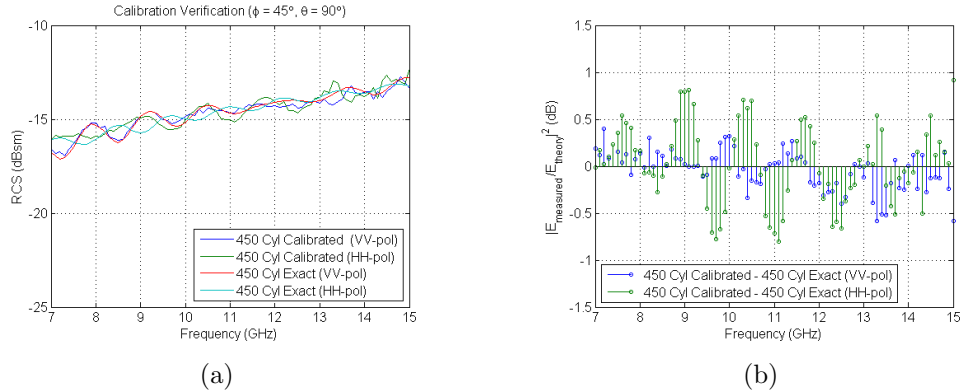 Calibration Verification (ϕ = 45°, θ = 90°)
-10
-15
-20
-25
RCS (dBsm)
450 Cyl Calibrated (VV-pol)
450 Cyl Calibrated (HH-pol)
450 Cyl Exact (VV-pol)
450 Cyl Exact (HH-pol)
7 8 9 10 11 12 13 14 15
Frequency (GHz)
(a)
1.5
1
0.5
0
-0.5
-1
-1.5
|E_measured/E_theory|² (dB)
450 Cyl Calibrated - 450 Cyl Exact (VV-pol)
450 Cyl Calibrated - 450 Cyl Exact (HH-pol)
7 8 9 10 11 12 13 14 15
Frequency (GHz)
(b)